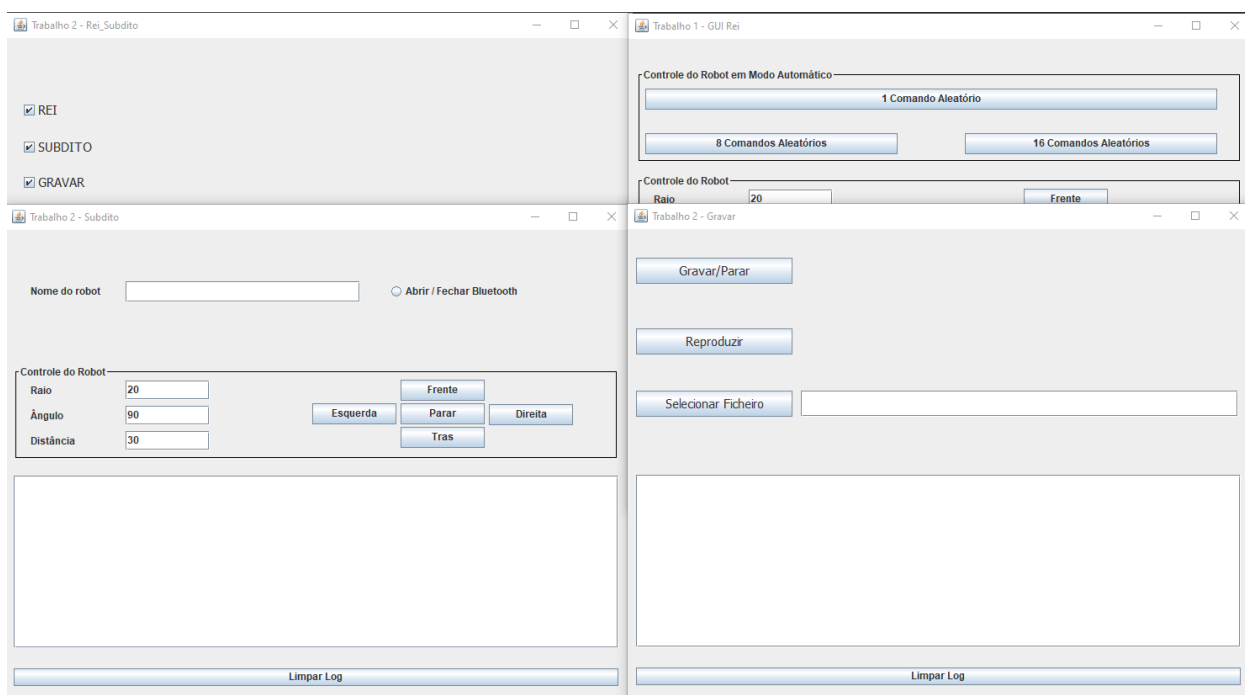 Trabalho 2 - Rei_Subdito
REI
SUBDITO
GRAVAR
Trabalho 1 - GUI Rei
Controle do Robot em Modo Automático
1 Comando Aleatório
8 Comandos Aleatórios
16 Comandos Aleatórios
Controle do Robot
Raio 20 Frente
Trabalho 2 - Subdito
Nome do robot
Abrir / Fechar Bluetooth
Controle do Robot
Raio 20 Frente
Ângulo 90 Esquerda Parar Direita
Distância 30 Tras
Limpar Log
Trabalho 2 - Gravar
Gravar/Parar
Reproduzir
Selecionar Ficheiro
Limpar Log